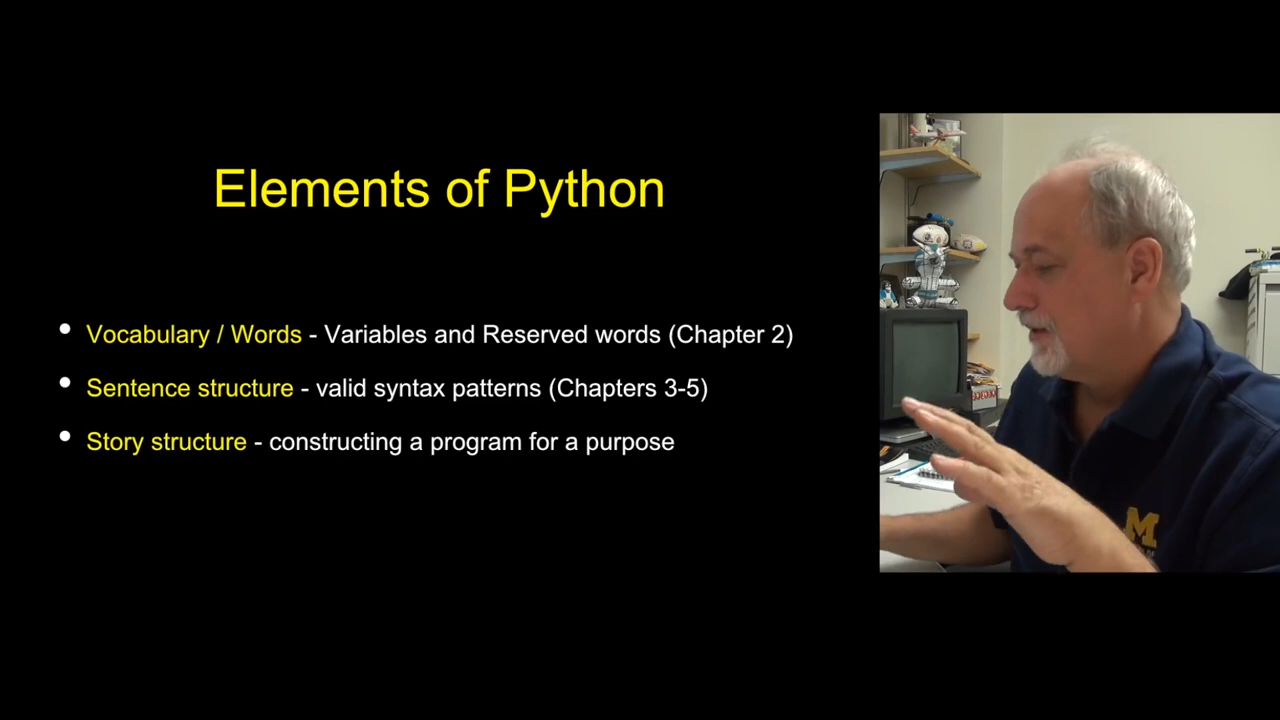 Elements of Python
• Vocabulary / Words - Variables and Reserved words (Chapter 2)
• Sentence structure - valid syntax patterns (Chapters 3-5)
• Story structure - constructing a program for a purpose
M